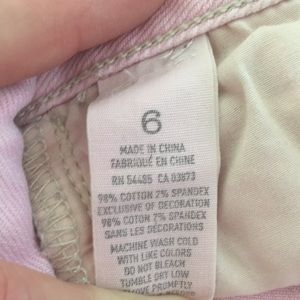 6
MADE IN CHINA
FABRIQUÉ EN CHINE
RN 54485 CA 03873
98% COTTON 2% SPANDEX
EXCLUSIVE OF DECORATION
98% COTON 2% SPANDEX
SANS LES DÉCORATIONS
MACHINE WASH COLD
WITH LIKE COLORS
DO NOT BLEACH
TUMBLE DRY LOW
PROMPTLY